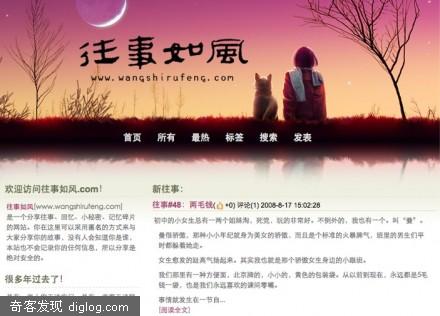 往事如風
www.wangshirufeng.com
首页 所有 最热 标签 搜索 发表
欢迎访问往事如风.com!
往事如风[www.wangshirufeng.com]
是一个分享往事、回忆、小秘密、记忆碎片
的网站。你在这里可以采用匿名的方式来与
大家分享你的故事，没有人会知道你是谁，
本站也不会记录你的任何信息，所以分享是
绝对安全的。
很多年过去了！
新往事：
往事#48：两毛钱(+0) 评论(1) 2008-8-17 15:02:28
初中的小女生总有一两个姐妹淘，死党，玩的非常好。不例外的，我也有一个。叫“曼”。
曼很骄傲，那种小小年纪就身为美女的骄傲，而且是个标准的火暴脾气，班里的男生们平
时都躲着她走。
女生愈发的趾高气扬起来。其实我也就是那个骄傲女生身边的小跟班。
我们那里有一种方便面，北京牌的，小小的，黄色的包装袋。从以前到现在，永远都是5毛
钱一袋，也是我们永远喜欢的课间零嘴。
事情就发生在一节自...
[阅读全文]
奇客发现 diglog.com